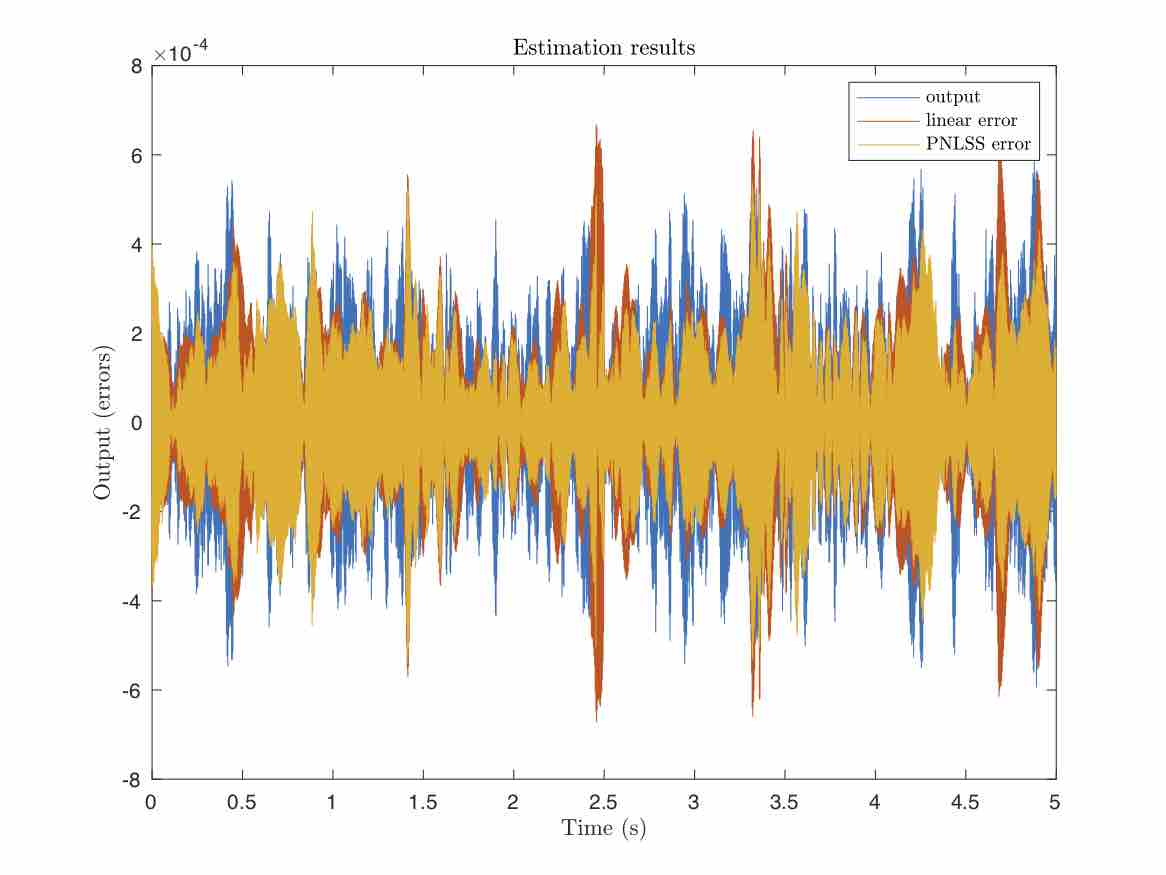 Estimation results
×10-4
8
6
4
2
0
-2
-4
-6
-8
Output (errors)
output
linear error
PNLSS error
0 0.5 1 1.5 2 2.5 3 3.5 4 4.5 5
Time (s)